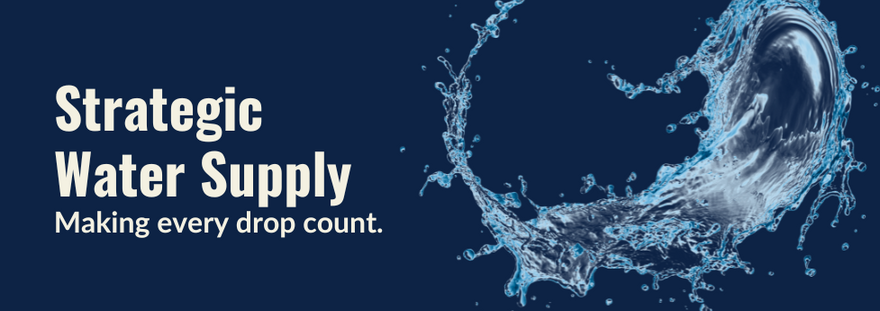 Strategic
Water Supply
Making every drop count.